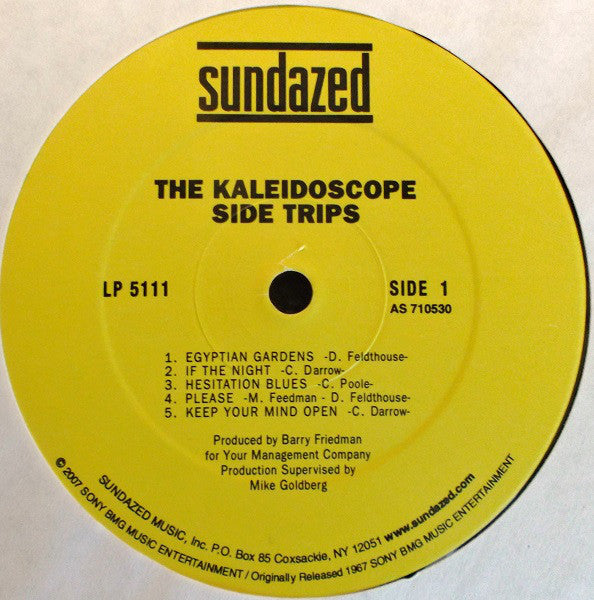 sundazed
THE KALEIDOSCOPE
SIDE TRIPS
LP 5111
SIDE 1
AS 710530
1. EGYPTIAN GARDENS -D. Feldthouse-
2. IF THE NIGHT -C. Darrow-
3. HESITATION BLUES -C. Poole-
4. PLEASE -M. Feedman - D. Feldthouse-
5. KEEP YOUR MIND OPEN -C. Darrow-
Produced by Barry Friedman
for Your Management Company
Production Supervised by
Mike Goldberg
SUNDAZED MUSIC, Inc. P.O. Box 85 Coxsackie, NY 12051 www.sundazed.com
© 2007 SONY BMG MUSIC ENTERTAINMENT / Originally Released 1967 SONY BMG MUSIC ENTERTAINMENT